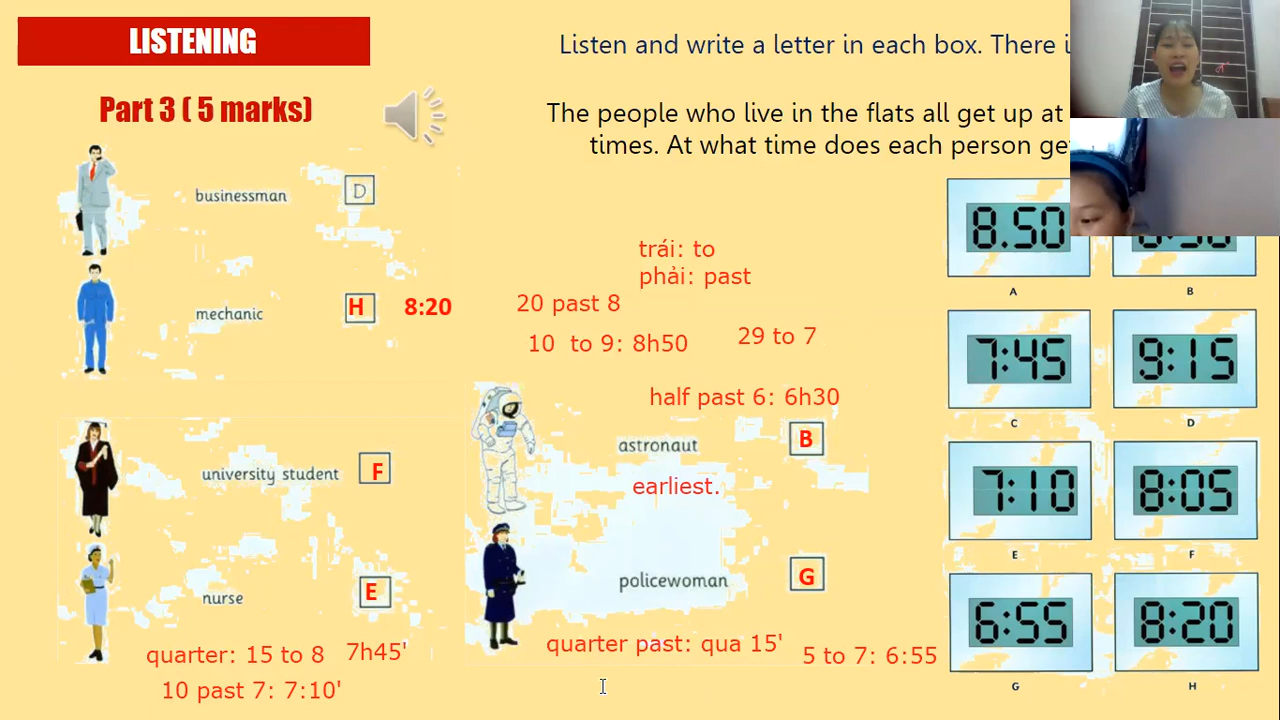 LISTENING
Listen and write a letter in each box. There
Part 3 ( 5 marks)
The people who live in the flats all get up at
times. At what time does each person
businessman D
mechanic H 8:20
trái: to
phải: past
20 past 8
10 to 9: 8h50
29 to 7
half past 6: 6h30
university student F
astronaut B
earliest.
nurse E
policewoman G
quarter: 15 to 8 7h45'
10 past 7: 7:10'
quarter past: qua 15'
5 to 7: 6:55
8.50
A
B
7:45
9:15
C
D
7:10
8:05
E
F
6:55
8:20
G
H